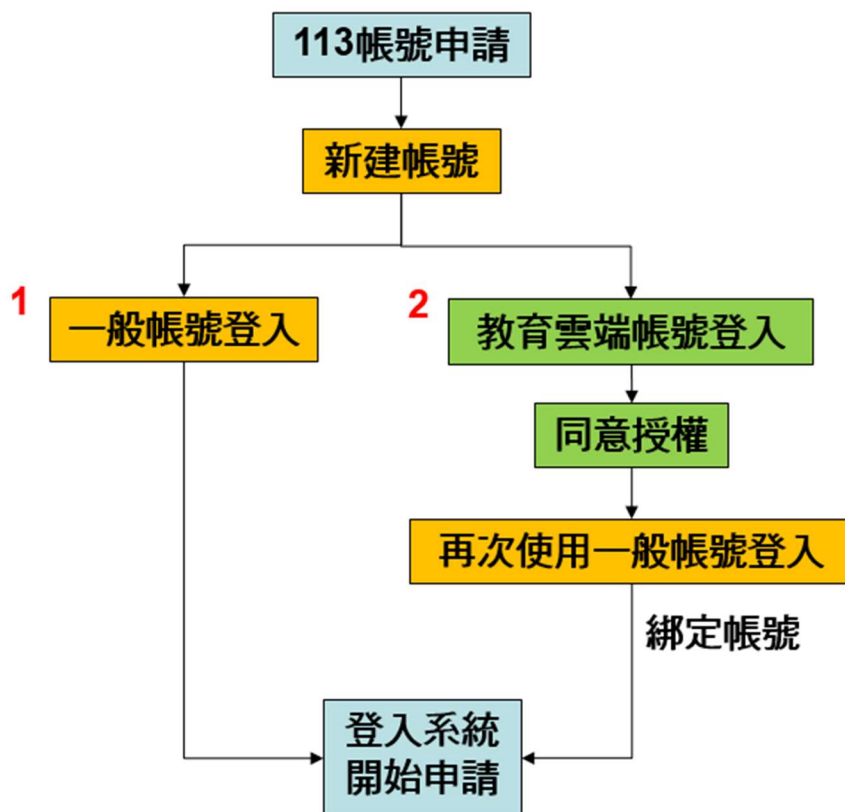 113帳號申請
新建帳號
1
一般帳號登入
2
教育雲端帳號登入
同意授權
再次使用一般帳號登入
綁定帳號
登入系統
開始申請